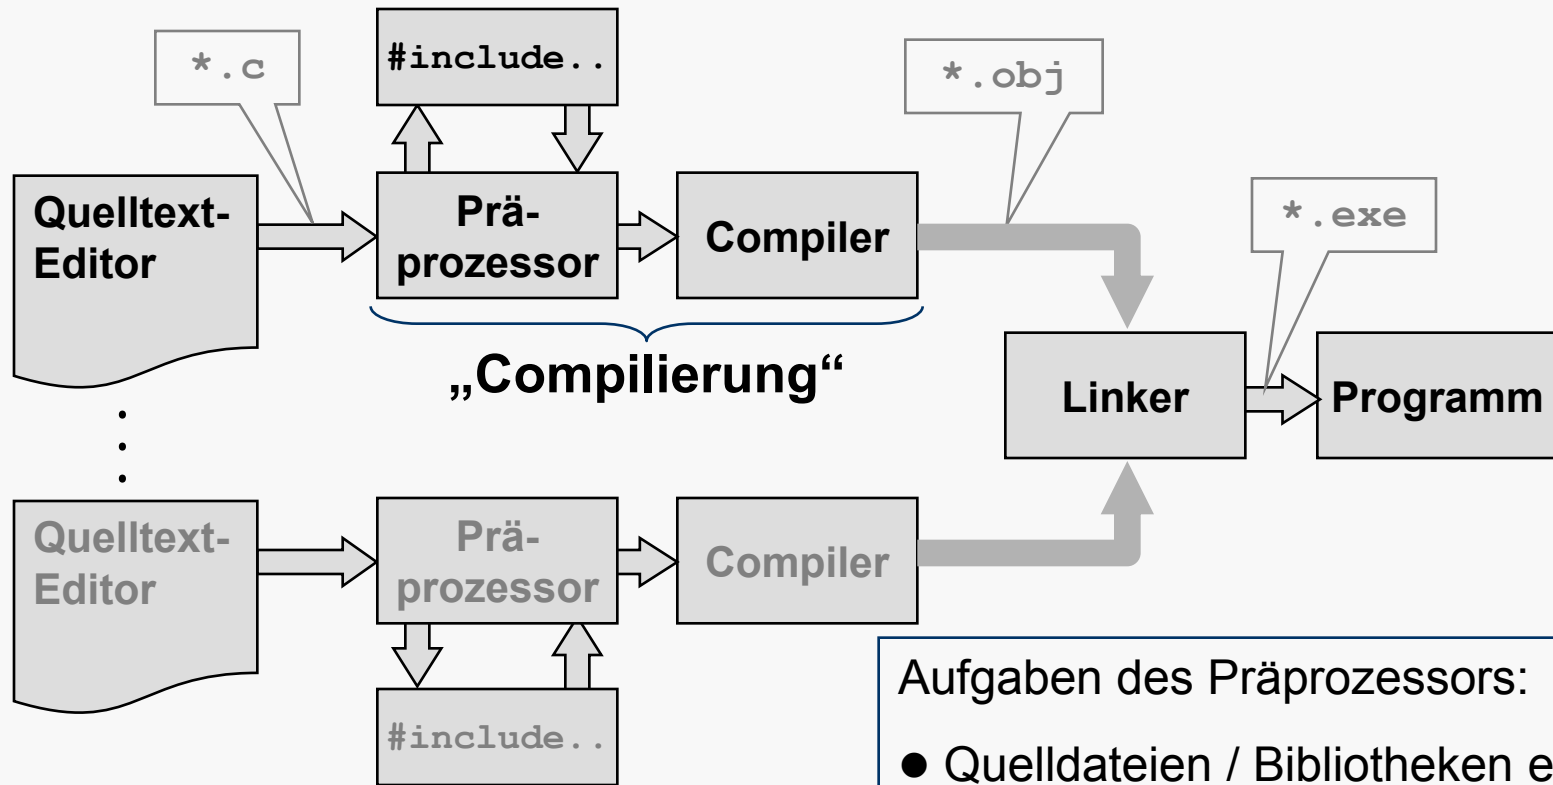 *.c
#include..
*.obj
Quelltext-
Editor
Prä-
prozessor
Compiler
*.exe
„Compilierung“
Linker
Programm
Quelltext-
Editor
Prä-
prozessor
Compiler
#include..
Aufgaben des Präprozessors:
● Quelldateien / Bibliotheken e